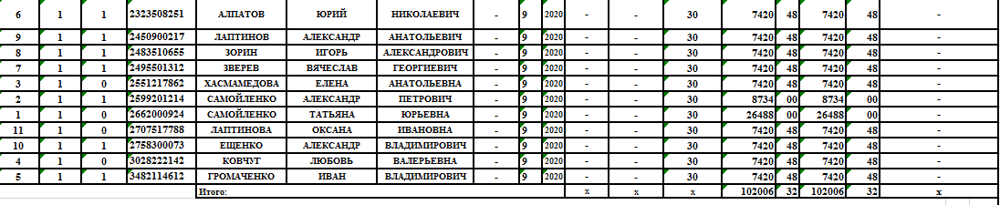 6 1 1 2323508251 АЛПАТОВ ЮРИЙ НИКОЛАЕВИЧ - 9 2020 - - 30 7420 48 7420 48 -
9 1 1 2450900217 ЛАПТИНОВ АЛЕКСАНДР АНАТОЛЬЕВИЧ - 9 2020 - - 30 7420 48 7420 48 -
8 1 1 2483510655 ЗОРИН ИГОРЬ АЛЕКСАНДРОВИЧ - 9 2020 - - 30 7420 48 7420 48 -
7 1 1 2495501312 ЗВЕРЕВ ВЯЧЕСЛАВ ГЕОРГИЕВИЧ - 9 2020 - - 30 7420 48 7420 48 -
3 1 0 2551217862 ХАСМАМЕДОВА ЕЛЕНА АНАТОЛЬЕВНА - 9 2020 - - 30 7420 48 7420 48 -
2 1 1 2599201214 САМОЙЛЕНКО АЛЕКСАНДР ПЕТРОВИЧ - 9 2020 - - 30 8734 00 8734 00 -
1 1 0 2662000924 САМОЙЛЕНКО ТАТЬЯНА ЮРЬЕВНА - 9 2020 - - 30 26488 00 26488 00 -
11 1 0 2707517788 ЛАПТИНОВА ОКСАНА ИВАНОВНА - 9 2020 - - 30 7420 48 7420 48 -
10 1 1 2758300073 ЕЩЕНКО АЛЕКСАНДР ВЛАДИМИРОВИЧ - 9 2020 - - 30 7420 48 7420 48 -
4 1 0 3028222142 КОВЧУГ ЛЮБОВЬ ВАЛЕРЬЕВНА - 9 2020 - - 30 7420 48 7420 48 -
5 1 1 3482114612 ГРОМАЧЕНКО ИВАН ВЛАДИМИРОВИЧ - 9 2020 - - 30 7420 48 7420 48 -
Итого: х х х 102006 32 102006 32 х